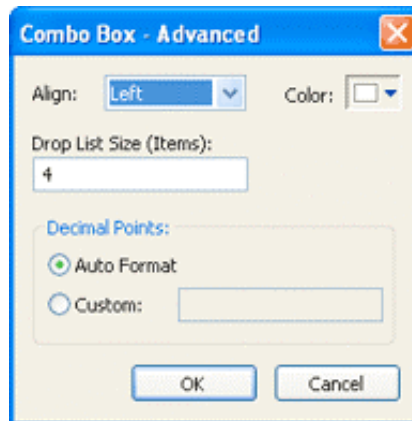 Combo Box - Advanced
Align: Left Color:
Drop List Size (Items):
4
Decimal Points:
Auto Format
Custom:
OK Cancel